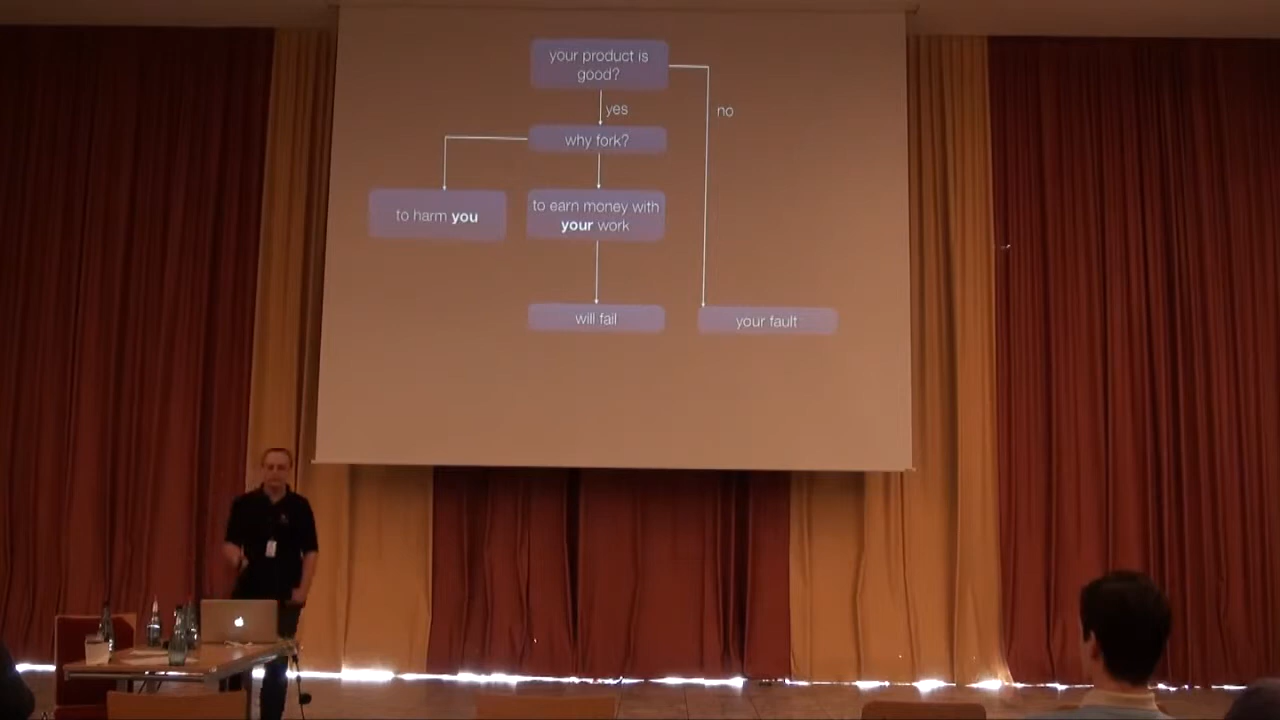 your product is
good?
yes
no
why fork?
to harm you
to earn money with
your work
will fail
your fault